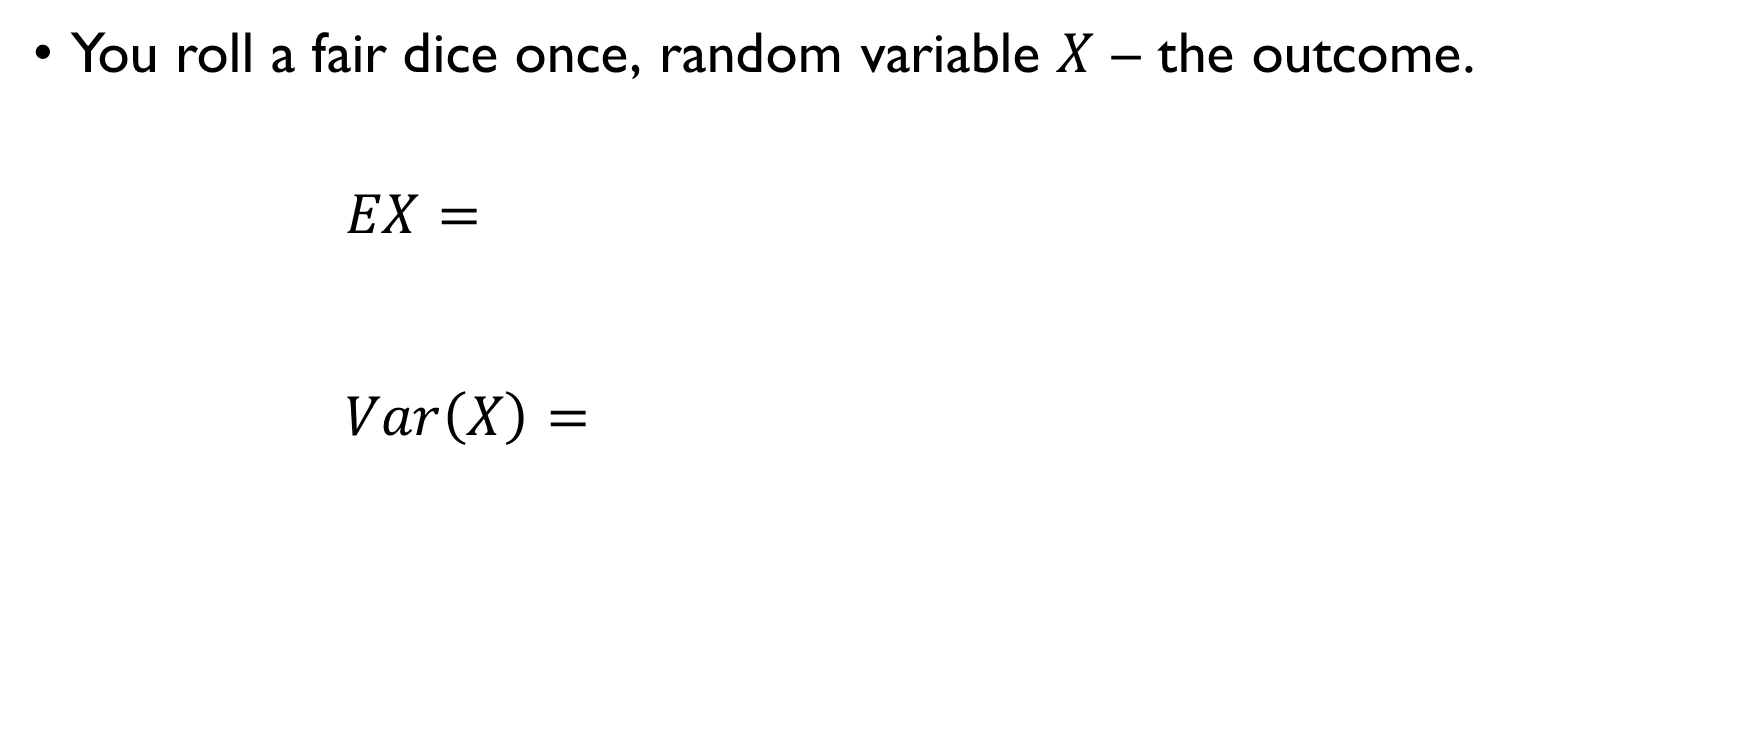 • You roll a fair dice once, random variable X – the outcome.
EX =
Var(X) =